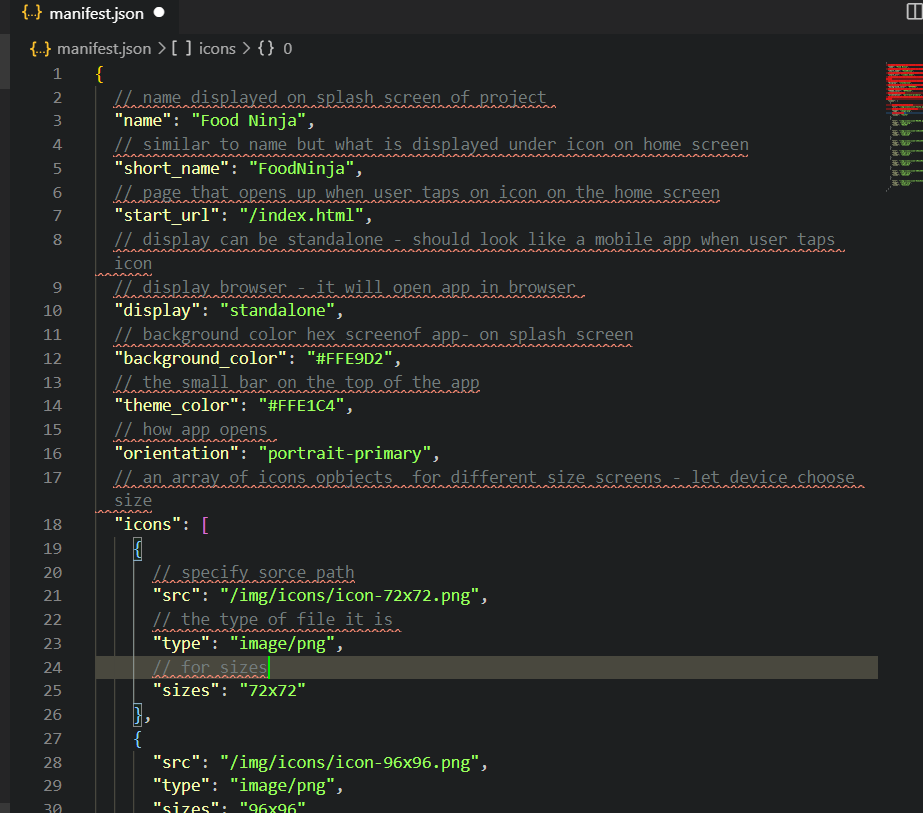 {..} manifest.json ●
{..} manifest.json > [ ] icons > {} 0
1 {
2 // name displayed on splash screen of project
3 "name": "Food Ninja",
4 // similar to name but what is displayed under icon on home screen
5 "short_name": "FoodNinja",
6 // page that opens up when user taps on icon on the home screen
7 "start_url": "/index.html",
8 // display can be standalone - should look like a mobile app when user taps
icon
9 // display browser - it will open app in browser
10 "display": "standalone",
11 // background color hex screenof app- on splash screen
12 "background_color": "#FFE9D2",
13 // the small bar on the top of the app
14 "theme_color": "#FFE1C4",
15 // how app opens
16 "orientation": "portrait-primary",
17 // an array of icons opbjects  for different size screens - let device choose
size
18 "icons": [
19 {
20 // specify sorce path
21 "src": "/img/icons/icon-72x72.png",
22 // the type of file it is
23 "type": "image/png",
24 // for sizes
25 "sizes": "72x72"
26 },
27 {
28 "src": "/img/icons/icon-96x96.png",
29 "type": "image/png",
30 "sizes": "96x96"